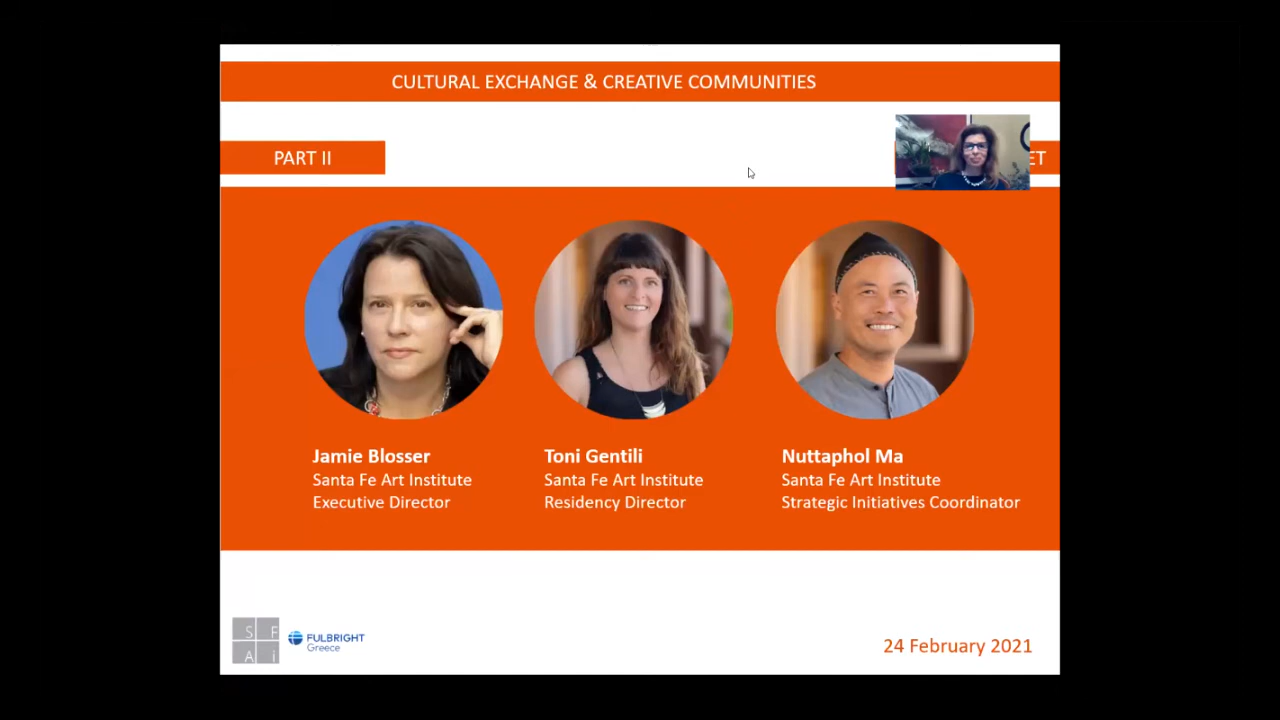 CULTURAL EXCHANGE & CREATIVE COMMUNITIES
PART II
ET
Jamie Blosser
Santa Fe Art Institute
Executive Director
Toni Gentili
Santa Fe Art Institute
Residency Director
Nuttaphol Ma
Santa Fe Art Institute
Strategic Initiatives Coordinator
S F
A i
FULBRIGHT
Greece
24 February 2021